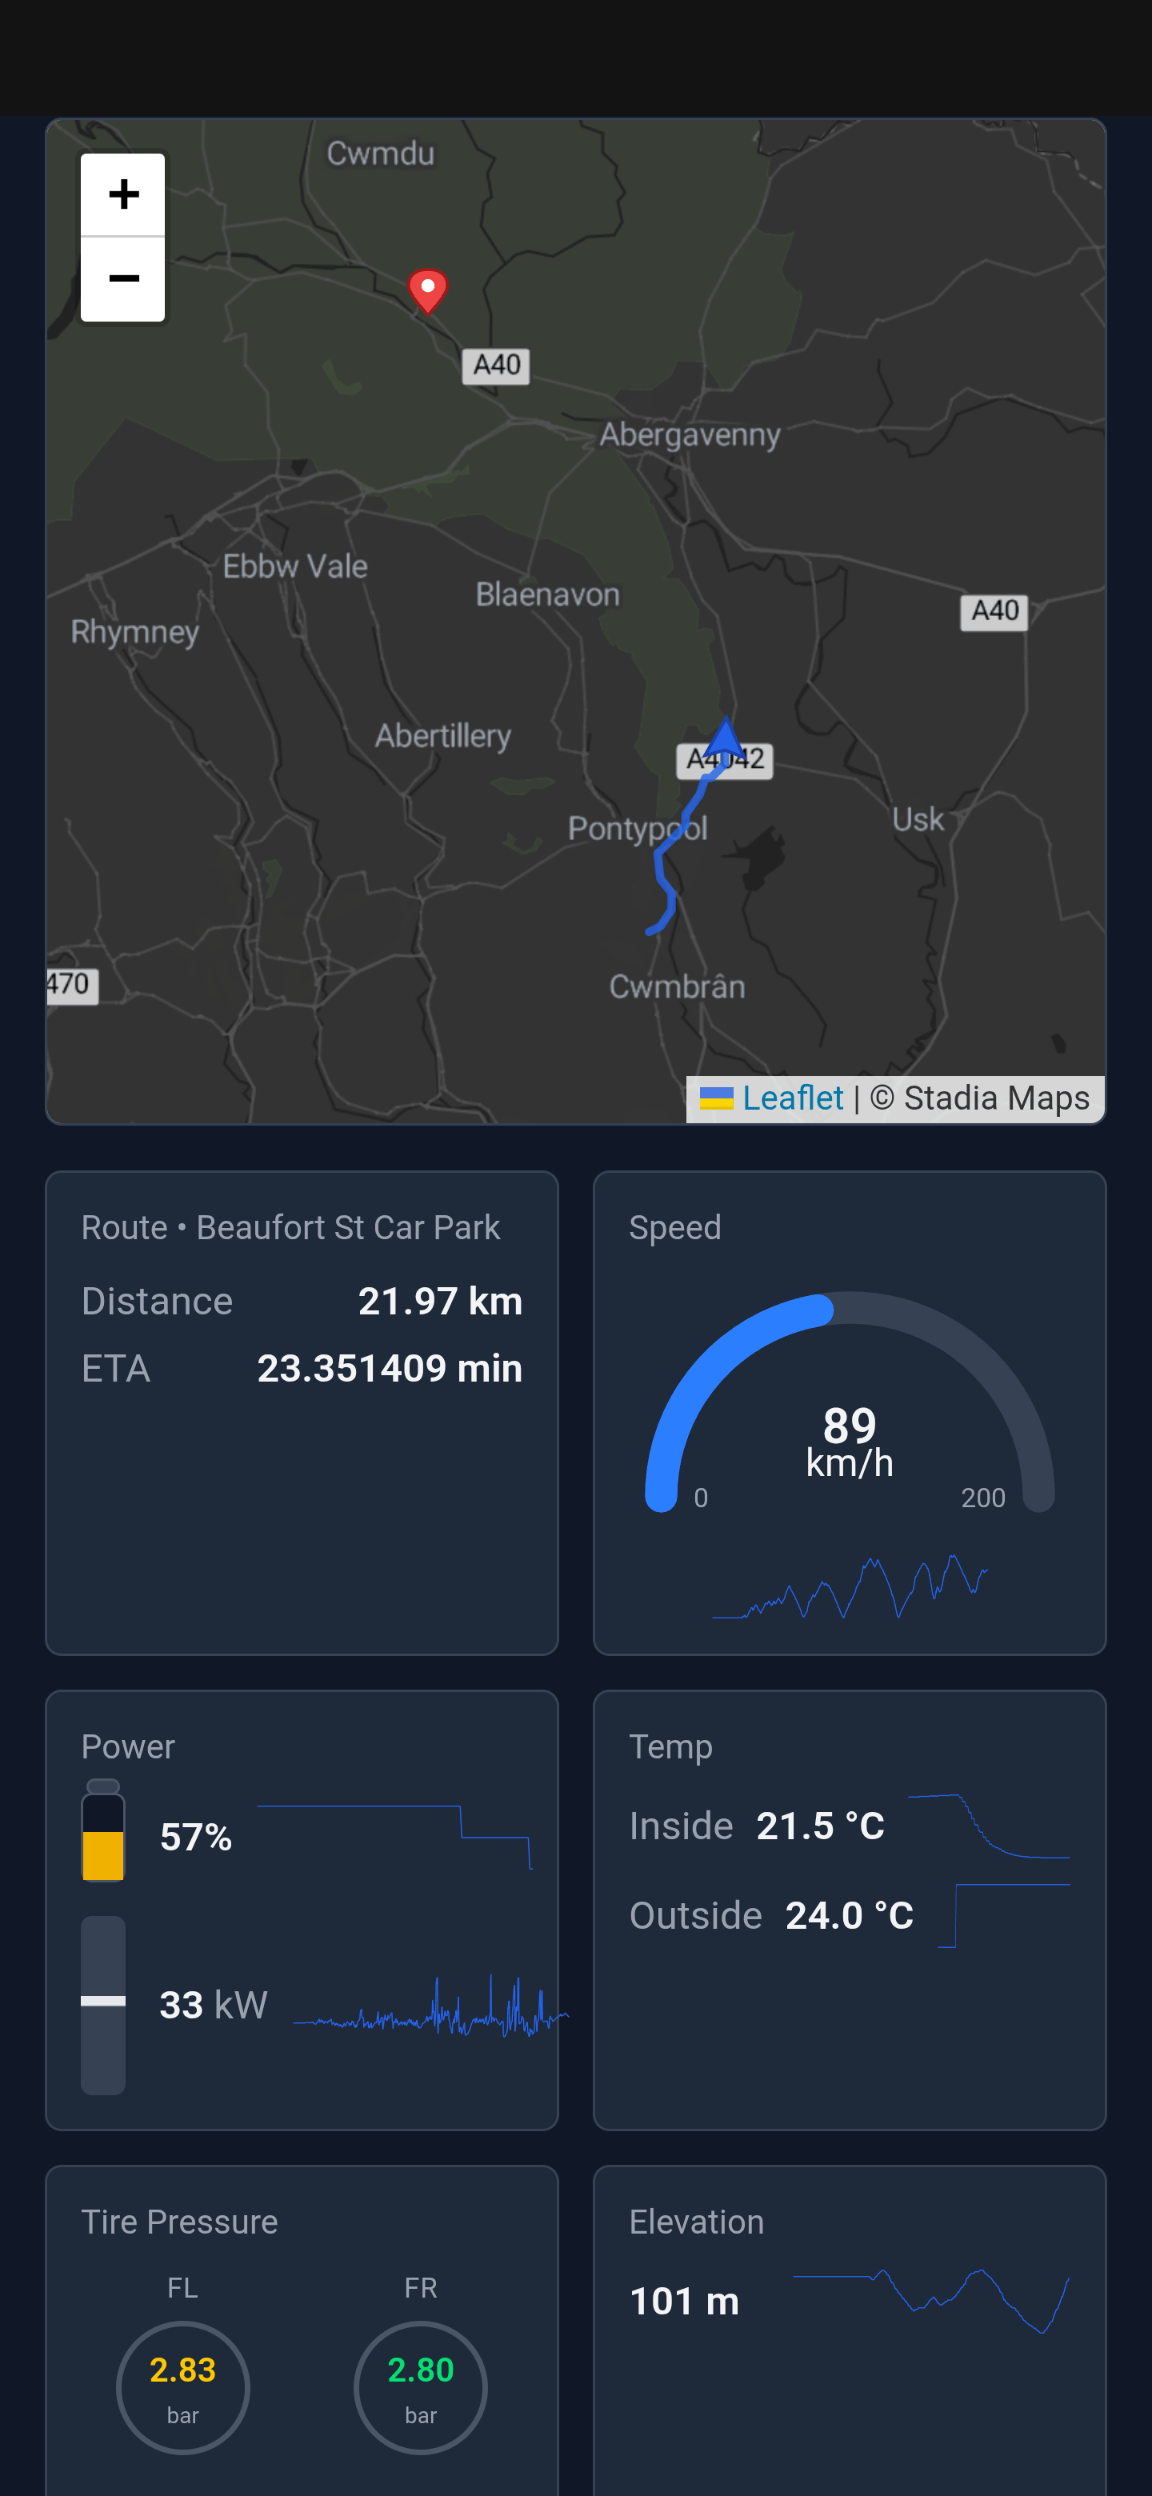 Cwmdu
+
−
A40
Abergavenny
Ebbw Vale
Blaenavon
Rhymney
A40
Abertillery
A4042
Usk
Pontypool
470
Cwmbrân
Leaflet | © Stadia Maps
Route • Beaufort St Car Park
Distance 21.97 km
ETA 23.351409 min
Speed
89
km/h
0 200
Power
57%
33 kW
Temp
Inside 21.5 °C
Outside 24.0 °C
Tire Pressure
FL FR
2.83 2.80
bar bar
Elevation
101 m